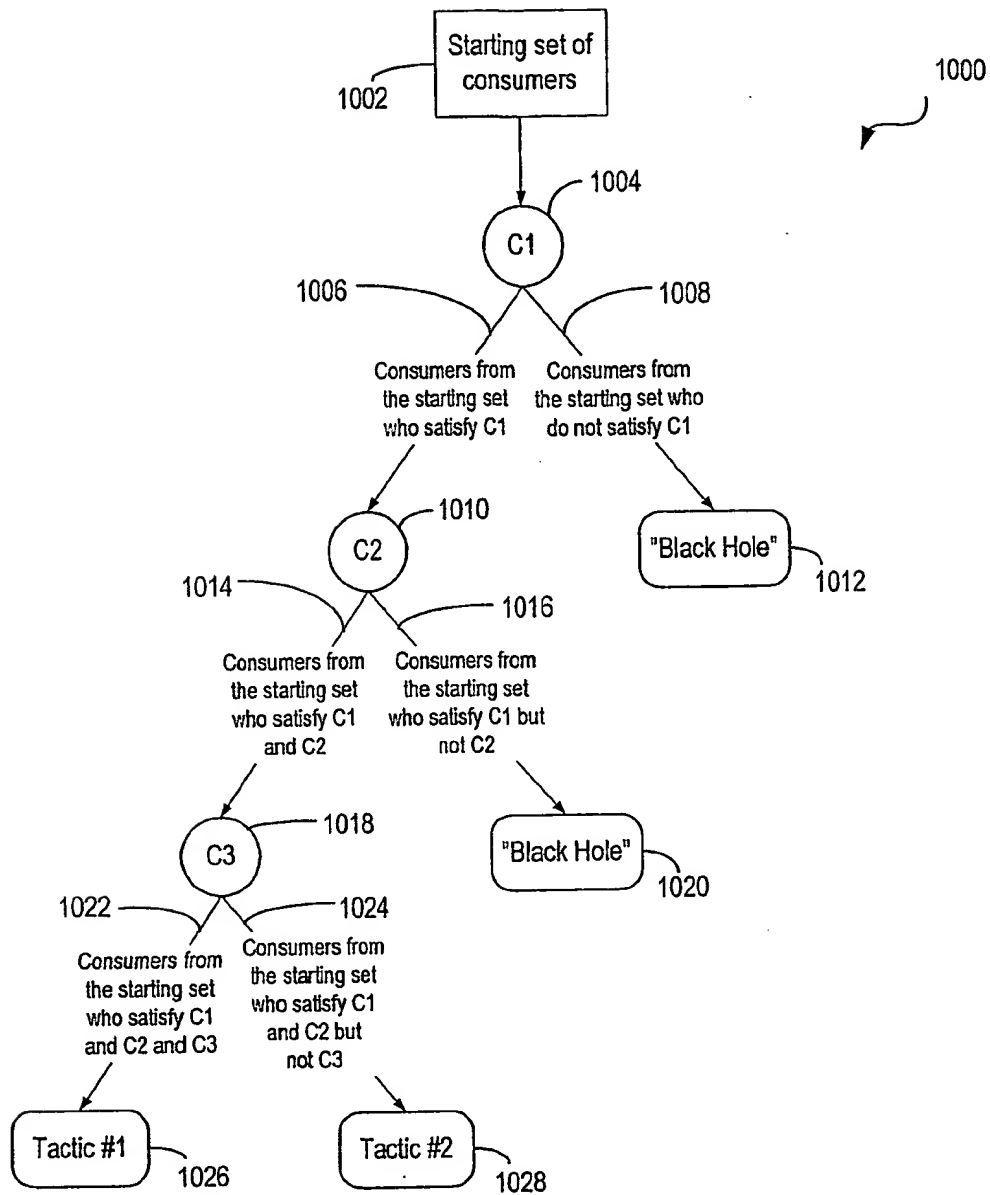 Starting set of
consumers
1002
1000
1004
C1
1006
1008
Consumers from
the starting set
who satisfy C1
Consumers from
the starting set who
do not satisfy C1
1010
C2
"Black Hole"
1012
1014
1016
Consumers from
the starting set
who satisfy C1
and C2
Consumers from
the starting set
who satisfy C1 but
not C2
1018
C3
"Black Hole"
1020
1022
1024
Consumers from
the starting set
who satisfy C1
and C2 and C3
Consumers from
the starting set
who satisfy C1
and C2 but
not C3
Tactic #1
1026
Tactic #2
1028